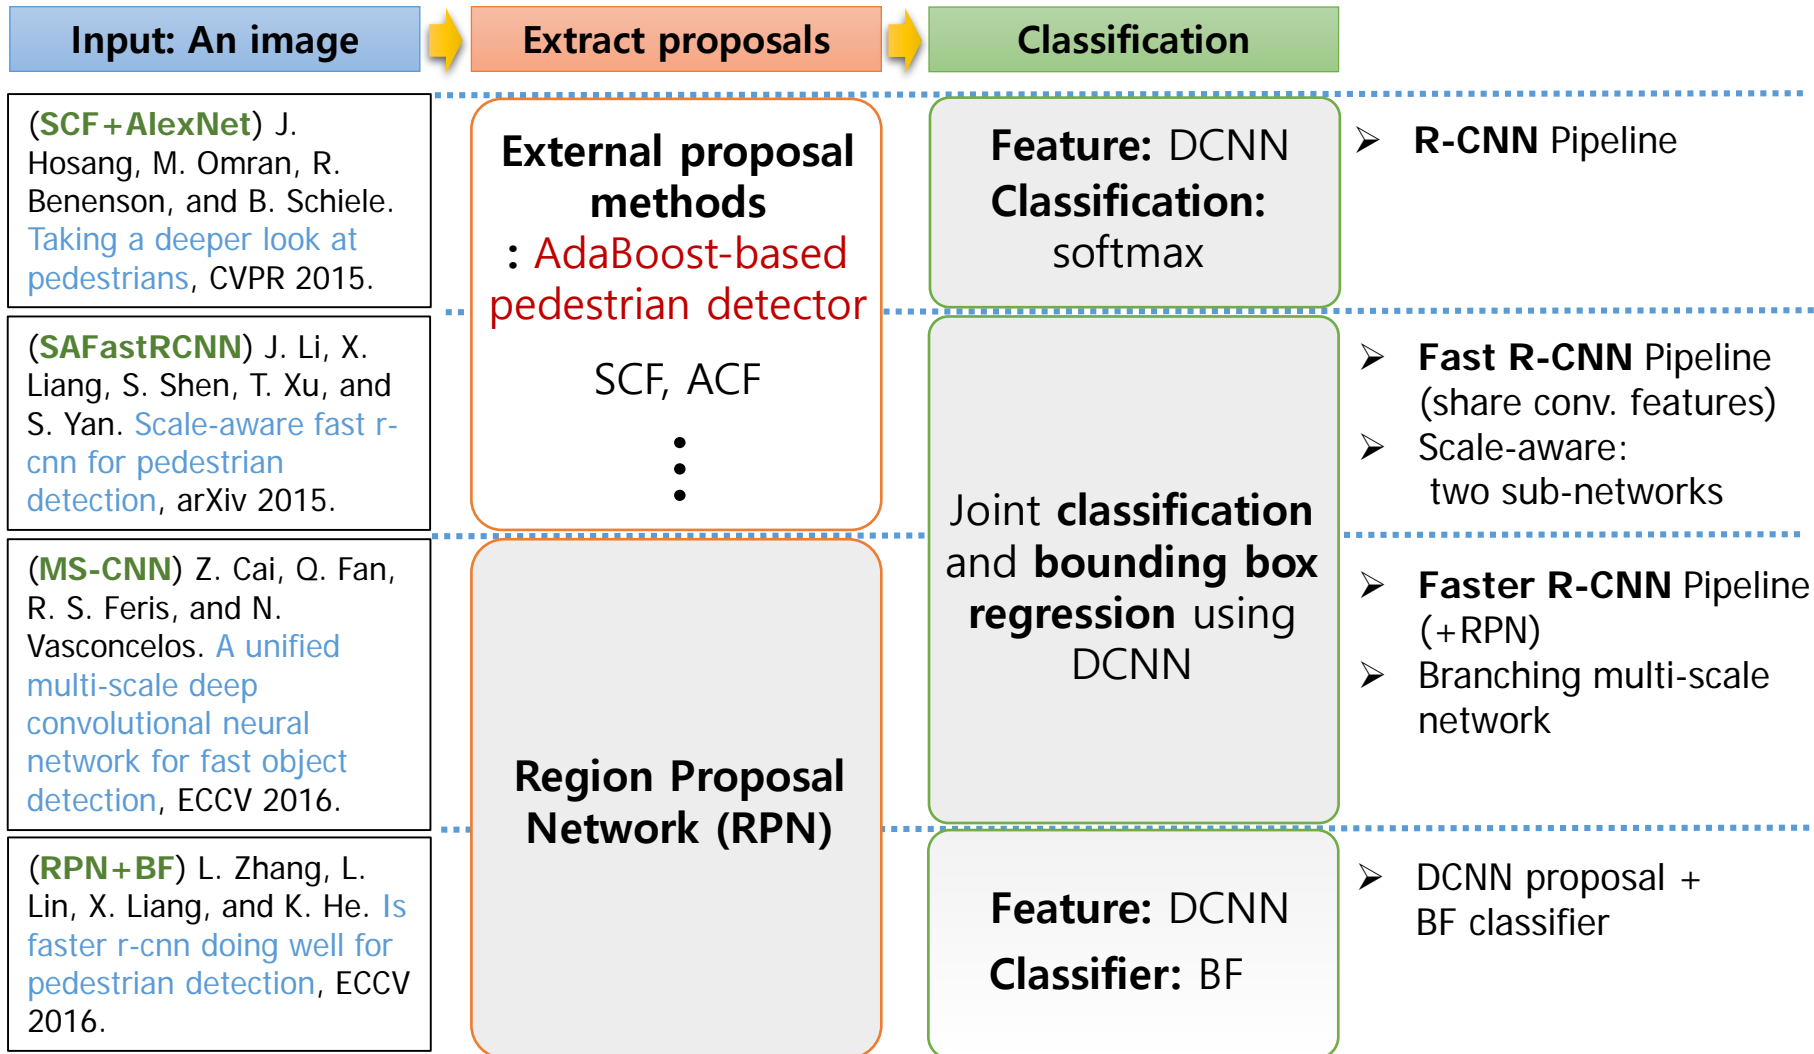 Input: An image
Extract proposals
Classification
(SCF+AlexNet) J.
Hosang, M. Omran, R.
Benenson, and B. Schiele.
Taking a deeper look at
pedestrians, CVPR 2015.
External proposal
methods
: AdaBoost-based
pedestrian detector
SCF, ACF
Feature: DCNN
Classification:
softmax
➢ R-CNN Pipeline
(SAFastRCNN) J. Li, X.
Liang, S. Shen, T. Xu, and
S. Yan. Scale-aware fast r-
cnn for pedestrian
detection, arXiv 2015.
Joint classification
and bounding box
regression using
DCNN
➢ Fast R-CNN Pipeline
(share conv. features)
➢ Scale-aware:
two sub-networks
(MS-CNN) Z. Cai, Q. Fan,
R. S. Feris, and N.
Vasconcelos. A unified
multi-scale deep
convolutional neural
network for fast object
detection, ECCV 2016.
Region Proposal
Network (RPN)
➢ Faster R-CNN Pipeline
(+RPN)
➢ Branching multi-scale
network
(RPN+BF) L. Zhang, L.
Lin, X. Liang, and K. He. Is
faster r-cnn doing well for
pedestrian detection, ECCV
2016.
Feature: DCNN
Classifier: BF
➢ DCNN proposal +
BF classifier